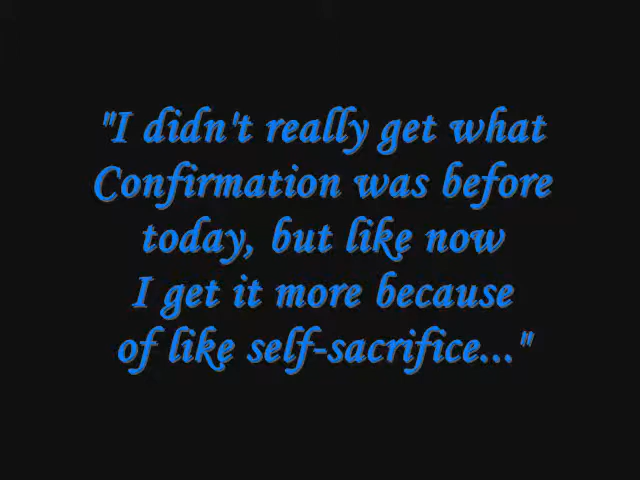 "I didn't really get what
Confirmation was before
today, but like now
I get it more because
of like self-sacrifice..."